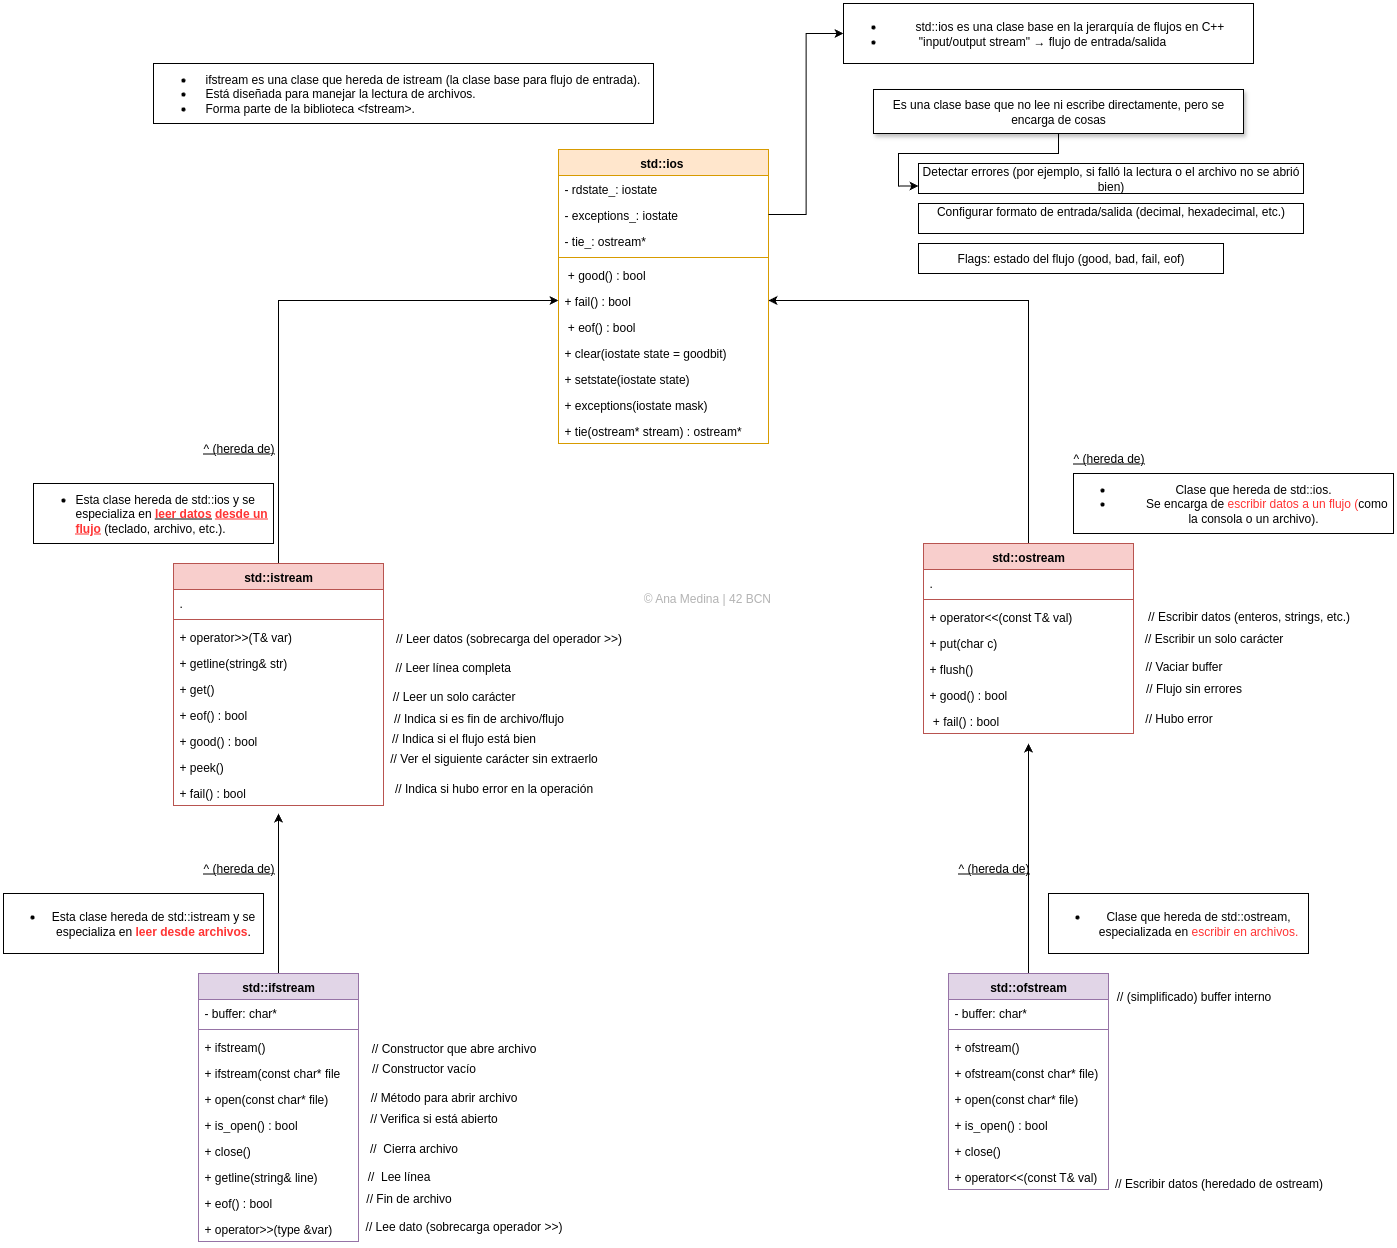 std::ios es una clase base en la jerarquía de flujos en C++
"input/output stream" → flujo de entrada/salida
ifstream es una clase que hereda de istream (la clase base para flujo de entrada).
Está diseñada para manejar la lectura de archivos.
Forma parte de la biblioteca <fstream>.
Es una clase base que no lee ni escribe directamente, pero se
encarga de cosas
Detectar errores (por ejemplo, si falló la lectura o el archivo no se abrió
bien)
Configurar formato de entrada/salida (decimal, hexadecimal, etc.)
Flags: estado del flujo (good, bad, fail, eof)
std::ios
- rdstate_: iostate
- exceptions_: iostate
- tie_: ostream*
+ good() : bool
+ fail() : bool
+ eof() : bool
+ clear(iostate state = goodbit)
+ setstate(iostate state)
+ exceptions(iostate mask)
+ tie(ostream* stream) : ostream*
^ (hereda de)
Esta clase hereda de std::ios y se
especializa en leer datos desde un
flujo (teclado, archivo, etc.).
std::istream
.
+ operator>>(T& var)
+ getline(string& str)
+ get()
+ eof() : bool
+ good() : bool
+ peek()
+ fail() : bool
// Leer datos (sobrecarga del operador >>)
// Leer línea completa
// Leer un solo carácter
// Indica si es fin de archivo/flujo
// Indica si el flujo está bien
// Ver el siguiente carácter sin extraerlo
// Indica si hubo error en la operación
© Ana Medina | 42 BCN
^ (hereda de)
Clase que hereda de std::ios.
Se encarga de escribir datos a un flujo (como
la consola o un archivo).
std::ostream
.
+ operator<<(const T& val)
+ put(char c)
+ flush()
+ good() : bool
+ fail() : bool
// Escribir datos (enteros, strings, etc.)
// Escribir un solo carácter
// Vaciar buffer
// Flujo sin errores
// Hubo error
^ (hereda de)
Esta clase hereda de std::istream y se
especializa en leer desde archivos.
std::ifstream
- buffer: char*
+ ifstream()
+ ifstream(const char* file
+ open(const char* file)
+ is_open() : bool
+ close()
+ getline(string& line)
+ eof() : bool
+ operator>>(type &var)
// Constructor que abre archivo
// Constructor vacío
// Método para abrir archivo
// Verifica si está abierto
// Cierra archivo
// Lee línea
// Fin de archivo
// Lee dato (sobrecarga operador >>)
^ (hereda de)
Clase que hereda de std::ostream,
especializada en escribir en archivos.
std::ofstream
- buffer: char*
+ ofstream()
+ ofstream(const char* file)
+ open(const char* file)
+ is_open() : bool
+ close()
+ operator<<(const T& val)
// (simplificado) buffer interno
// Escribir datos (heredado de ostream)